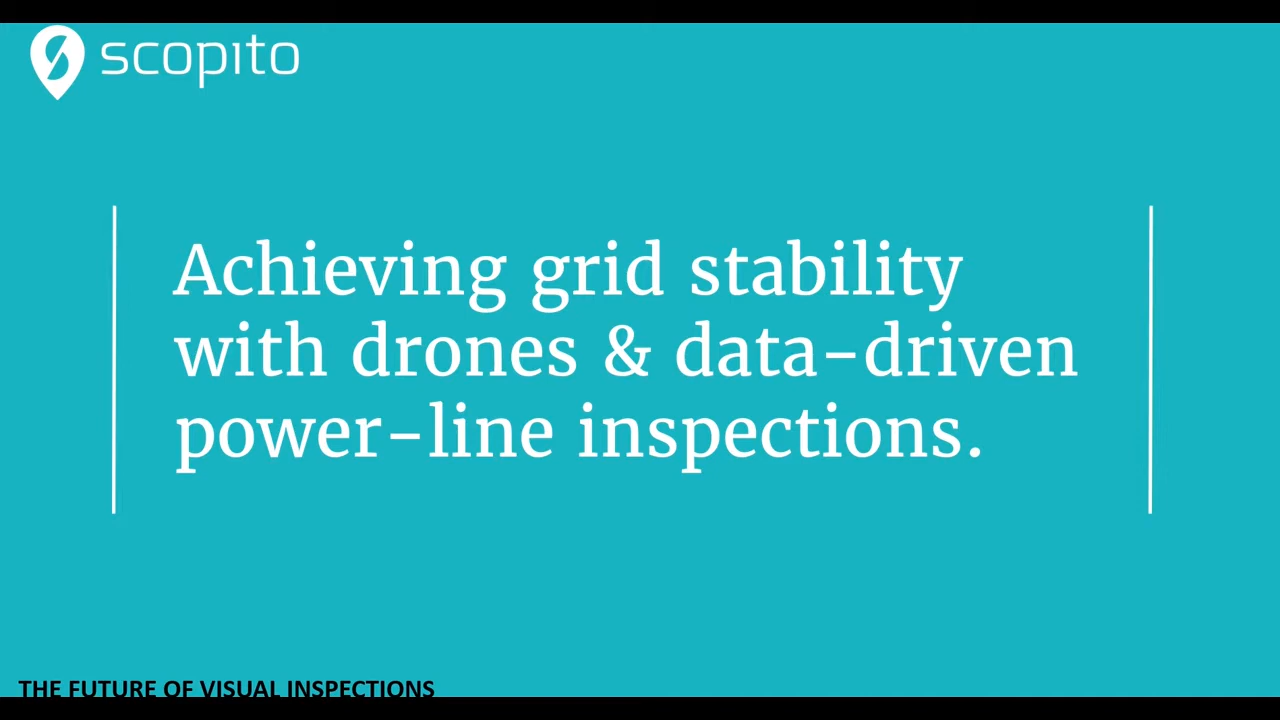 scopito
Achieving grid stability
with drones & data-driven
power-line inspections.
THE FUTURE OF VISUAL INSPECTIONS